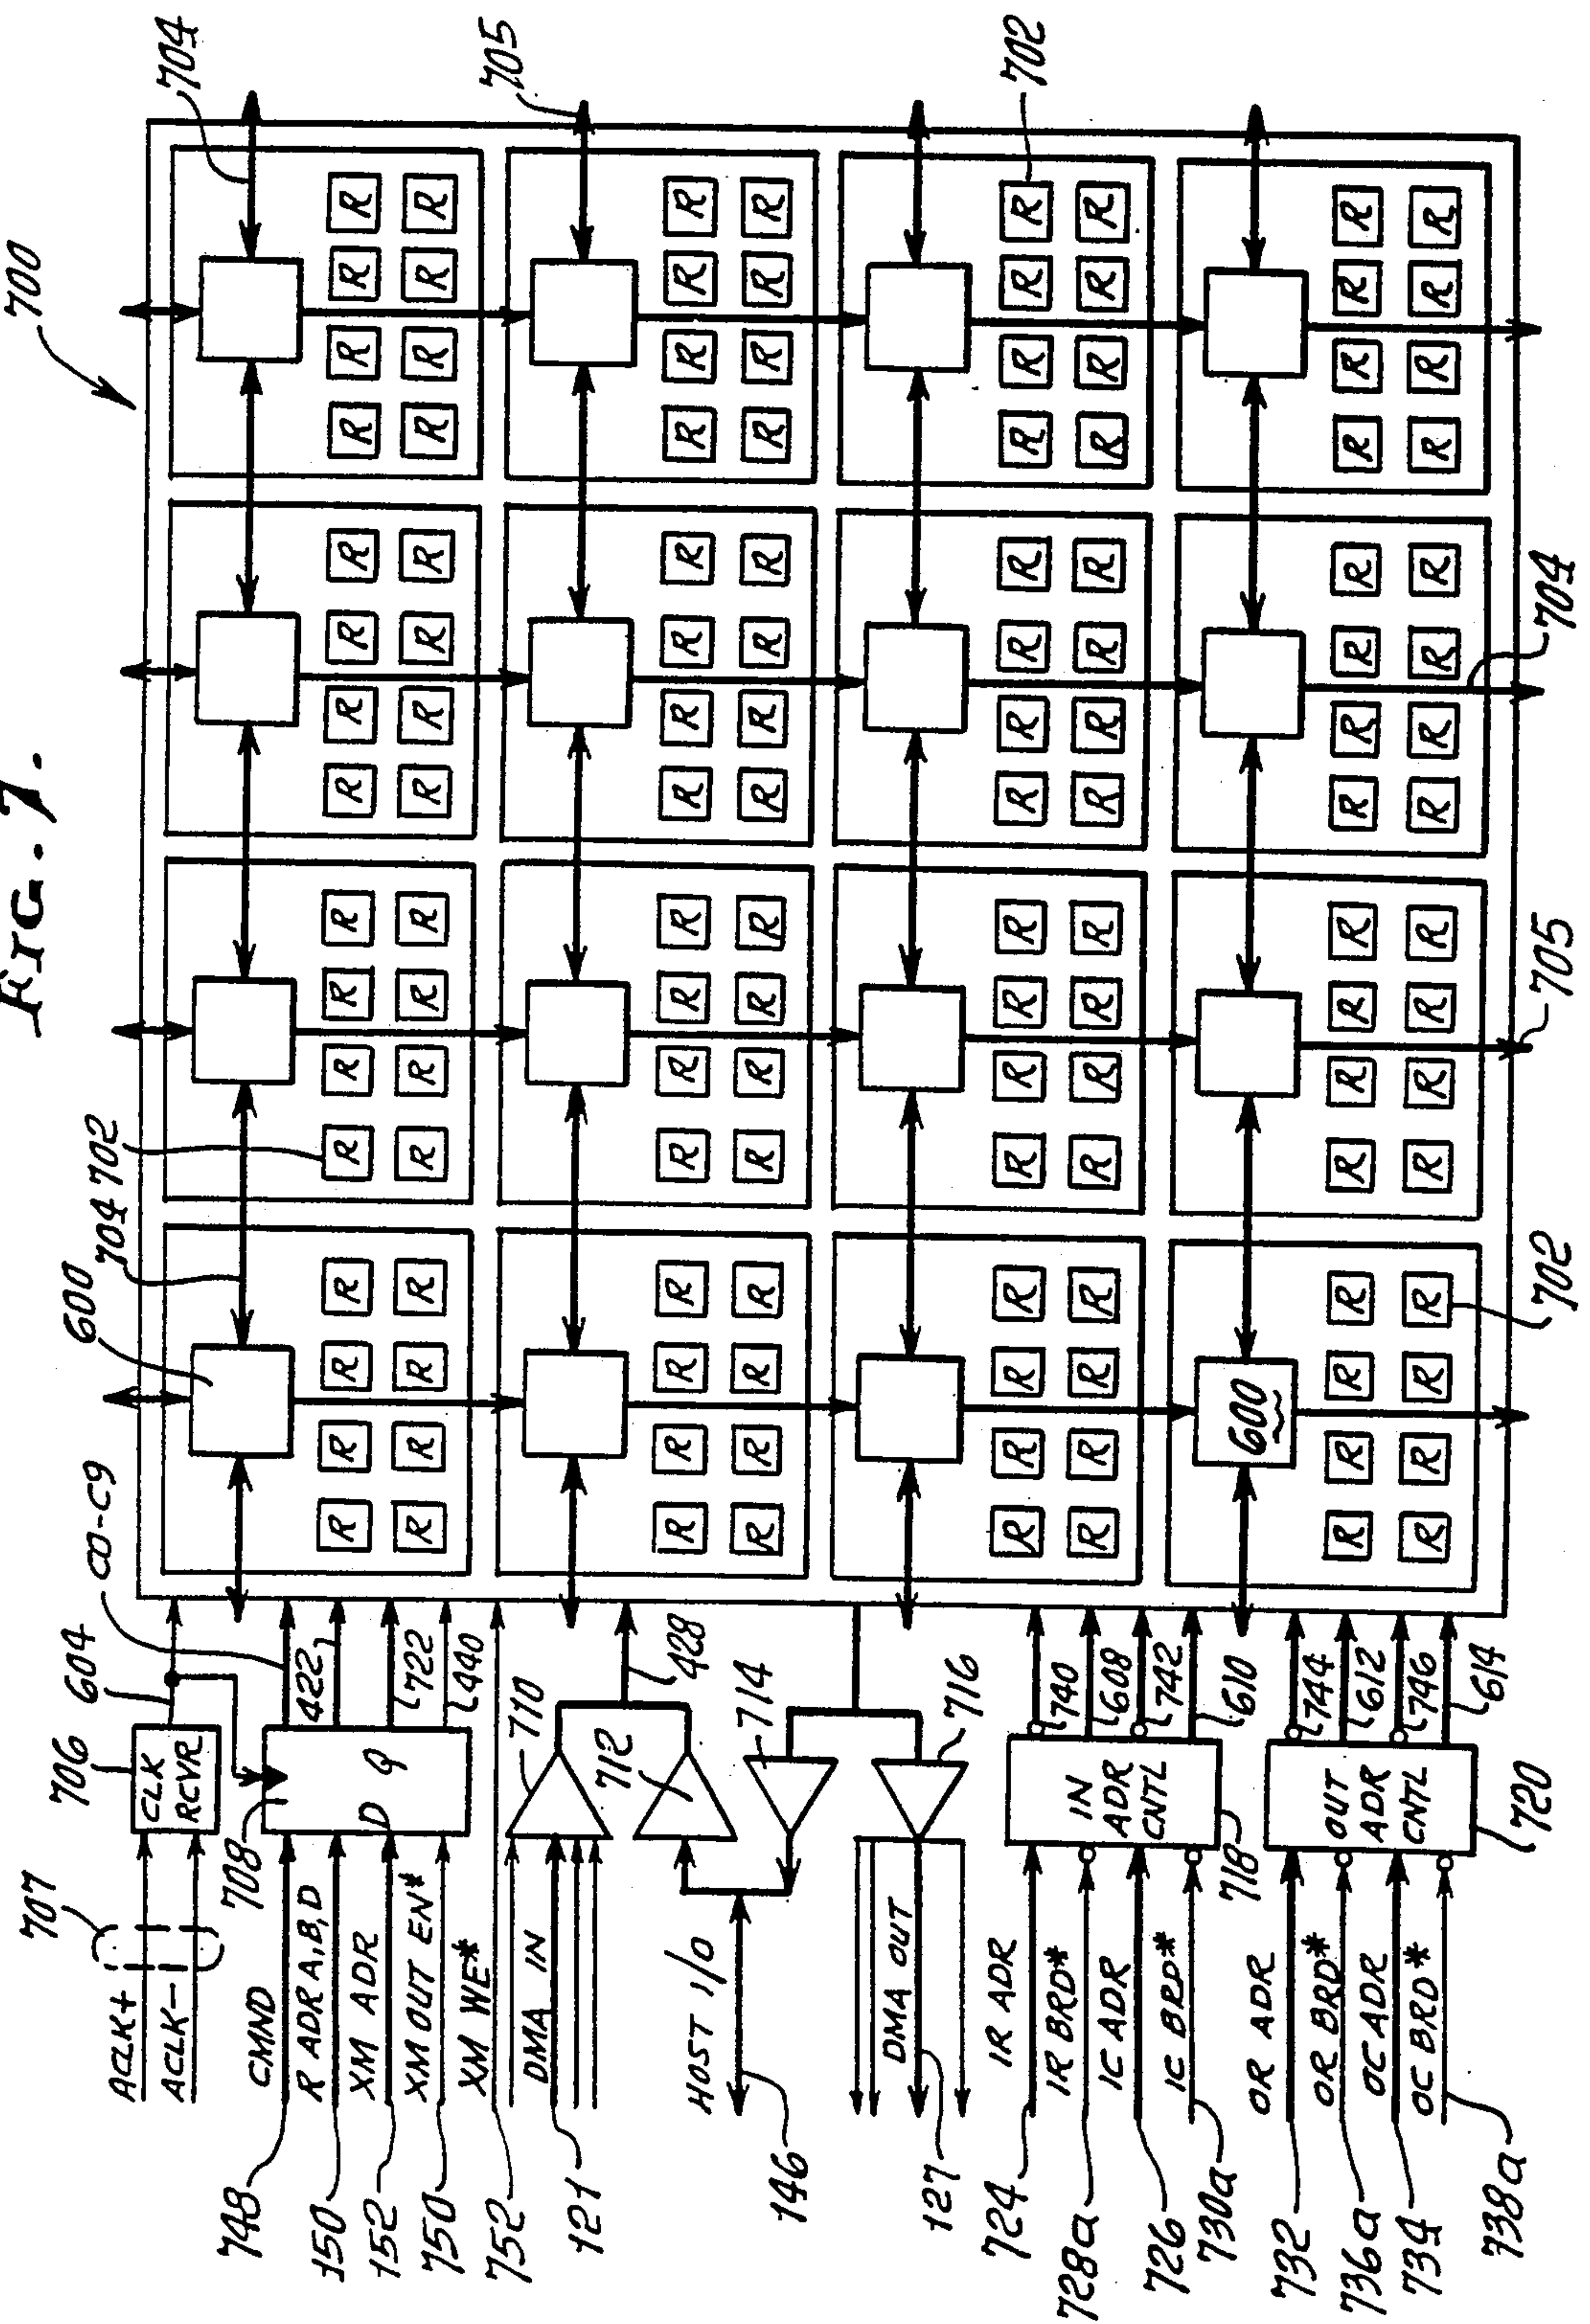 FIG. 7.
700
704
705
702
704
705
702
702
704
600
600
C0-C9
604
706
CLK
RCVR
707
ACLK+
ACLK-
708
D Q
CMND
R ADR A,B,D
XM ADR
XM OUT EN*
XM WE*
748
150
152
750
752
422
722
440
DMA IN
121
710
712
428
714
716
HOST I/O
146
DMA OUT
127
IR ADR
IR BRD*
IC ADR
IC BRD*
724
728a
726
730a
IN
ADR
CNTL
718
740
608
742
610
OR ADR
OR BRD*
OC ADR
OC BRD*
732
736a
734
738a
OUT
ADR
CNTL
720
744
612
746
614
R R R R R R R R R R R R R R R R
R R R R R R R R R R R R R R R R
R R R R R R R R R R R R R R R R
R R R R R R R R R R R R R R R R
R R R R R R R R R R R R R R R R
R R R R R R R R R R R R R R R R
R R R R R R R R R R R R R R R R
R R R R R R R R R R R R R R R R